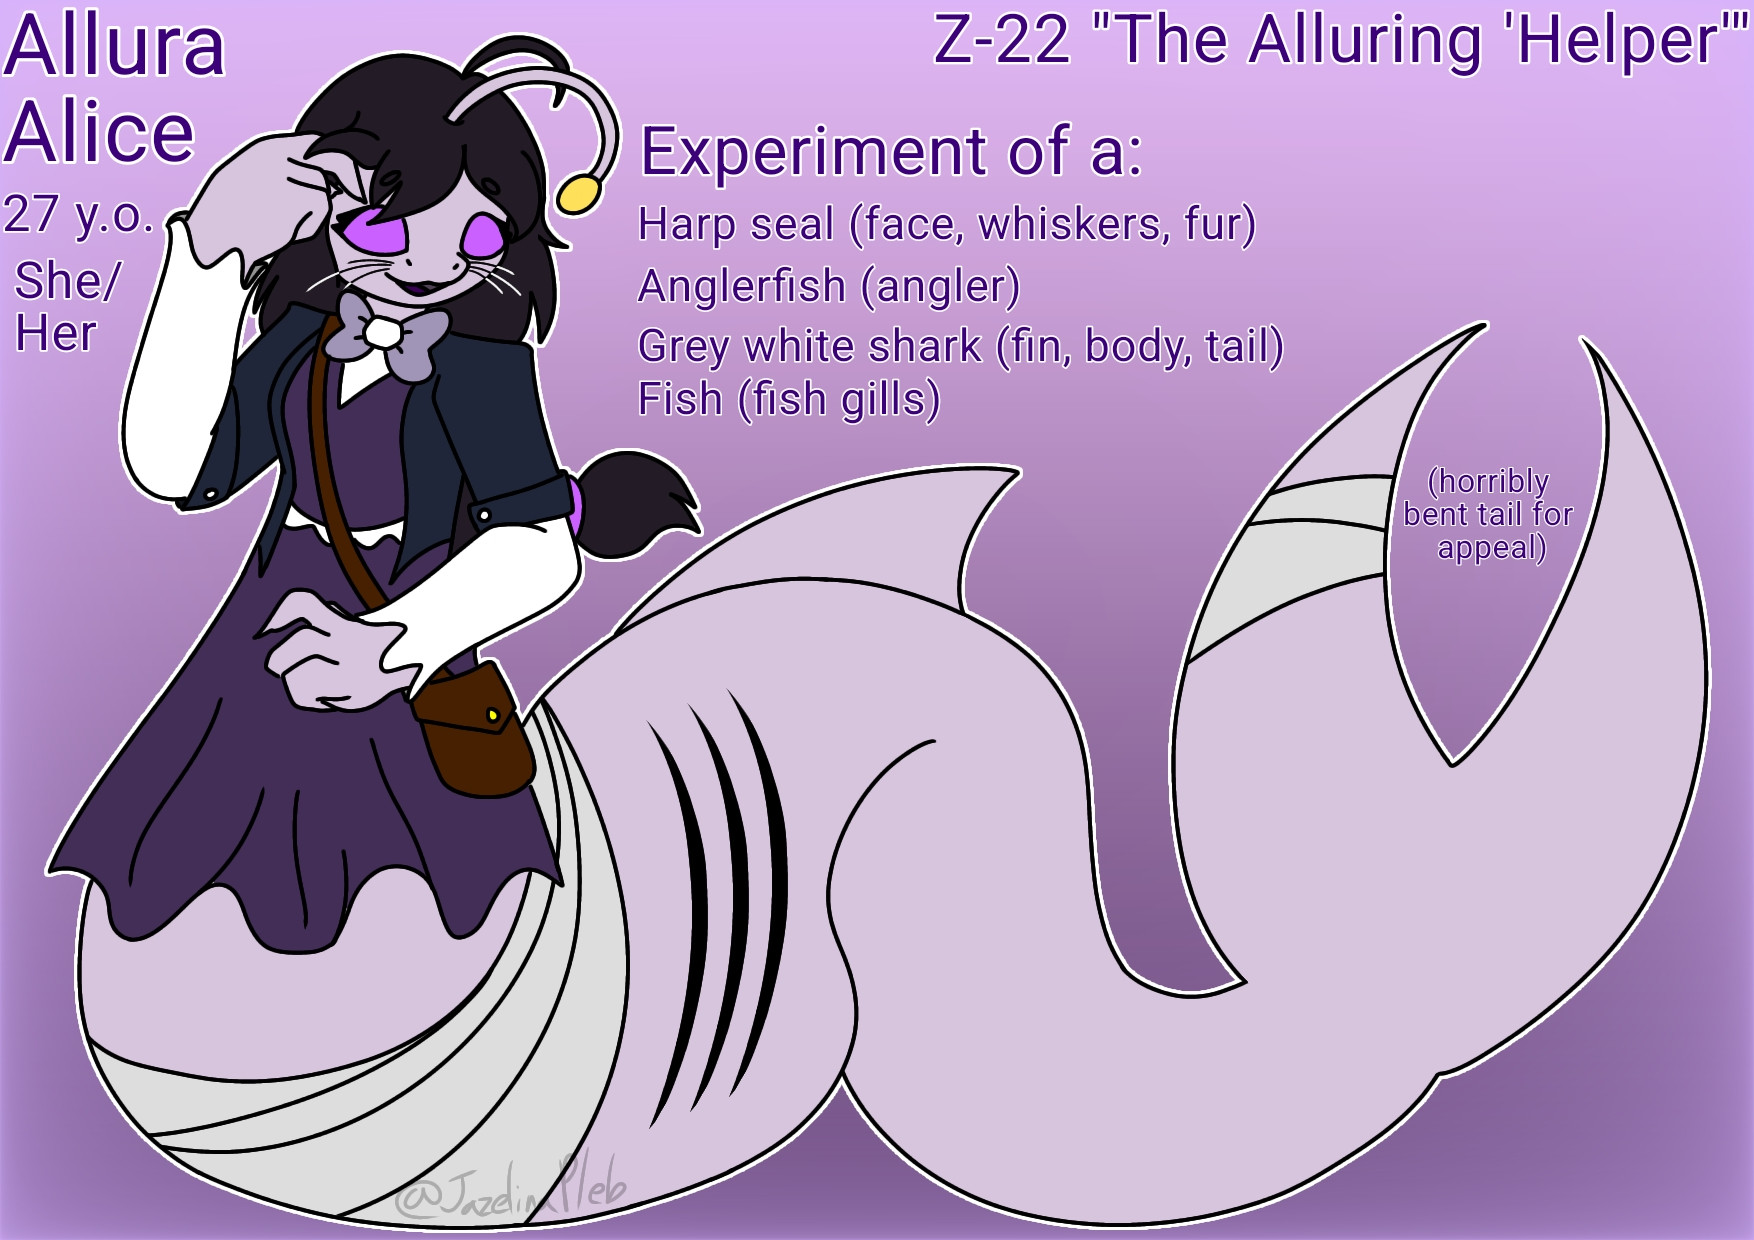 Allura
Alice
27 y.o.
She/
Her
Z-22 "The Alluring 'Helper'"
Experiment of a:
Harp seal (face, whiskers, fur)
Anglerfish (angler)
Grey white shark (fin, body, tail)
Fish (fish gills)
(horribly
bent tail for
appeal)
@JazelinaPleb